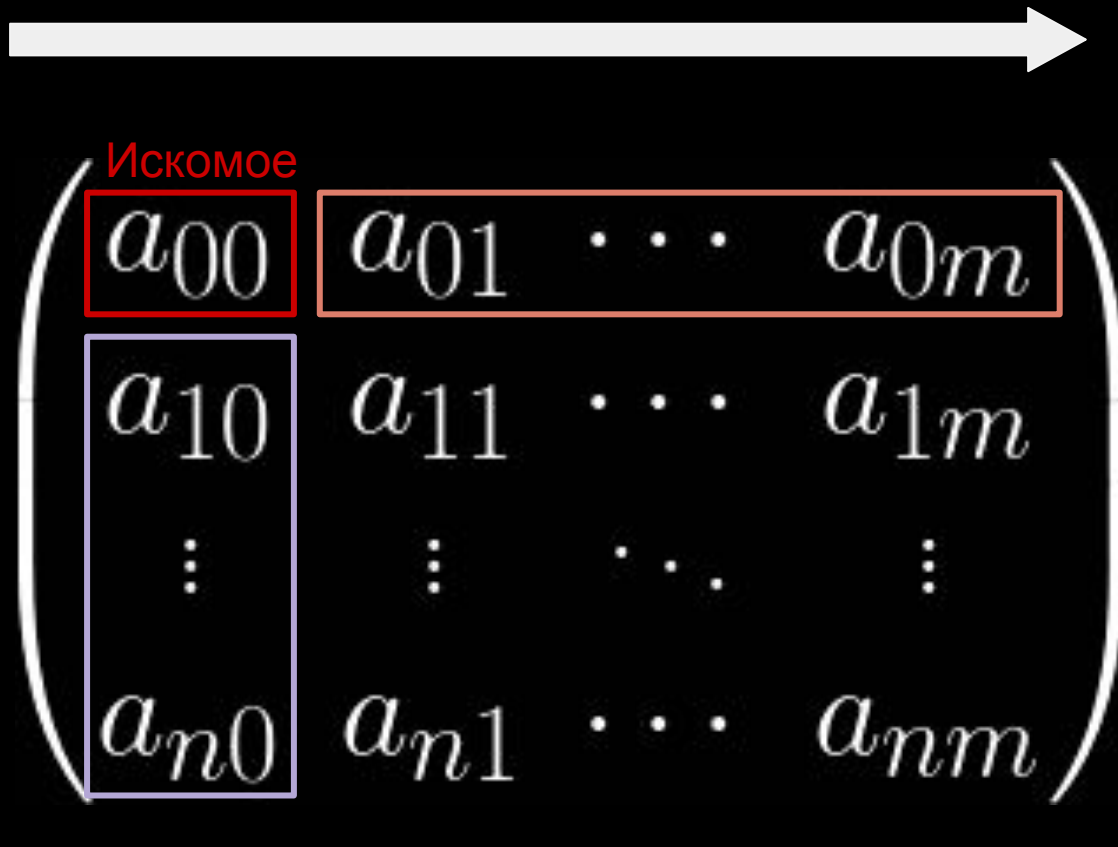 Искомое
a₀₀ a₀₁ ⋯ a₀ₘ
a₁₀ a₁₁ ⋯ a₁ₘ
⋮ ⋮ ⋱ ⋮
aₙ₀ aₙ₁ ⋯ aₙₘ